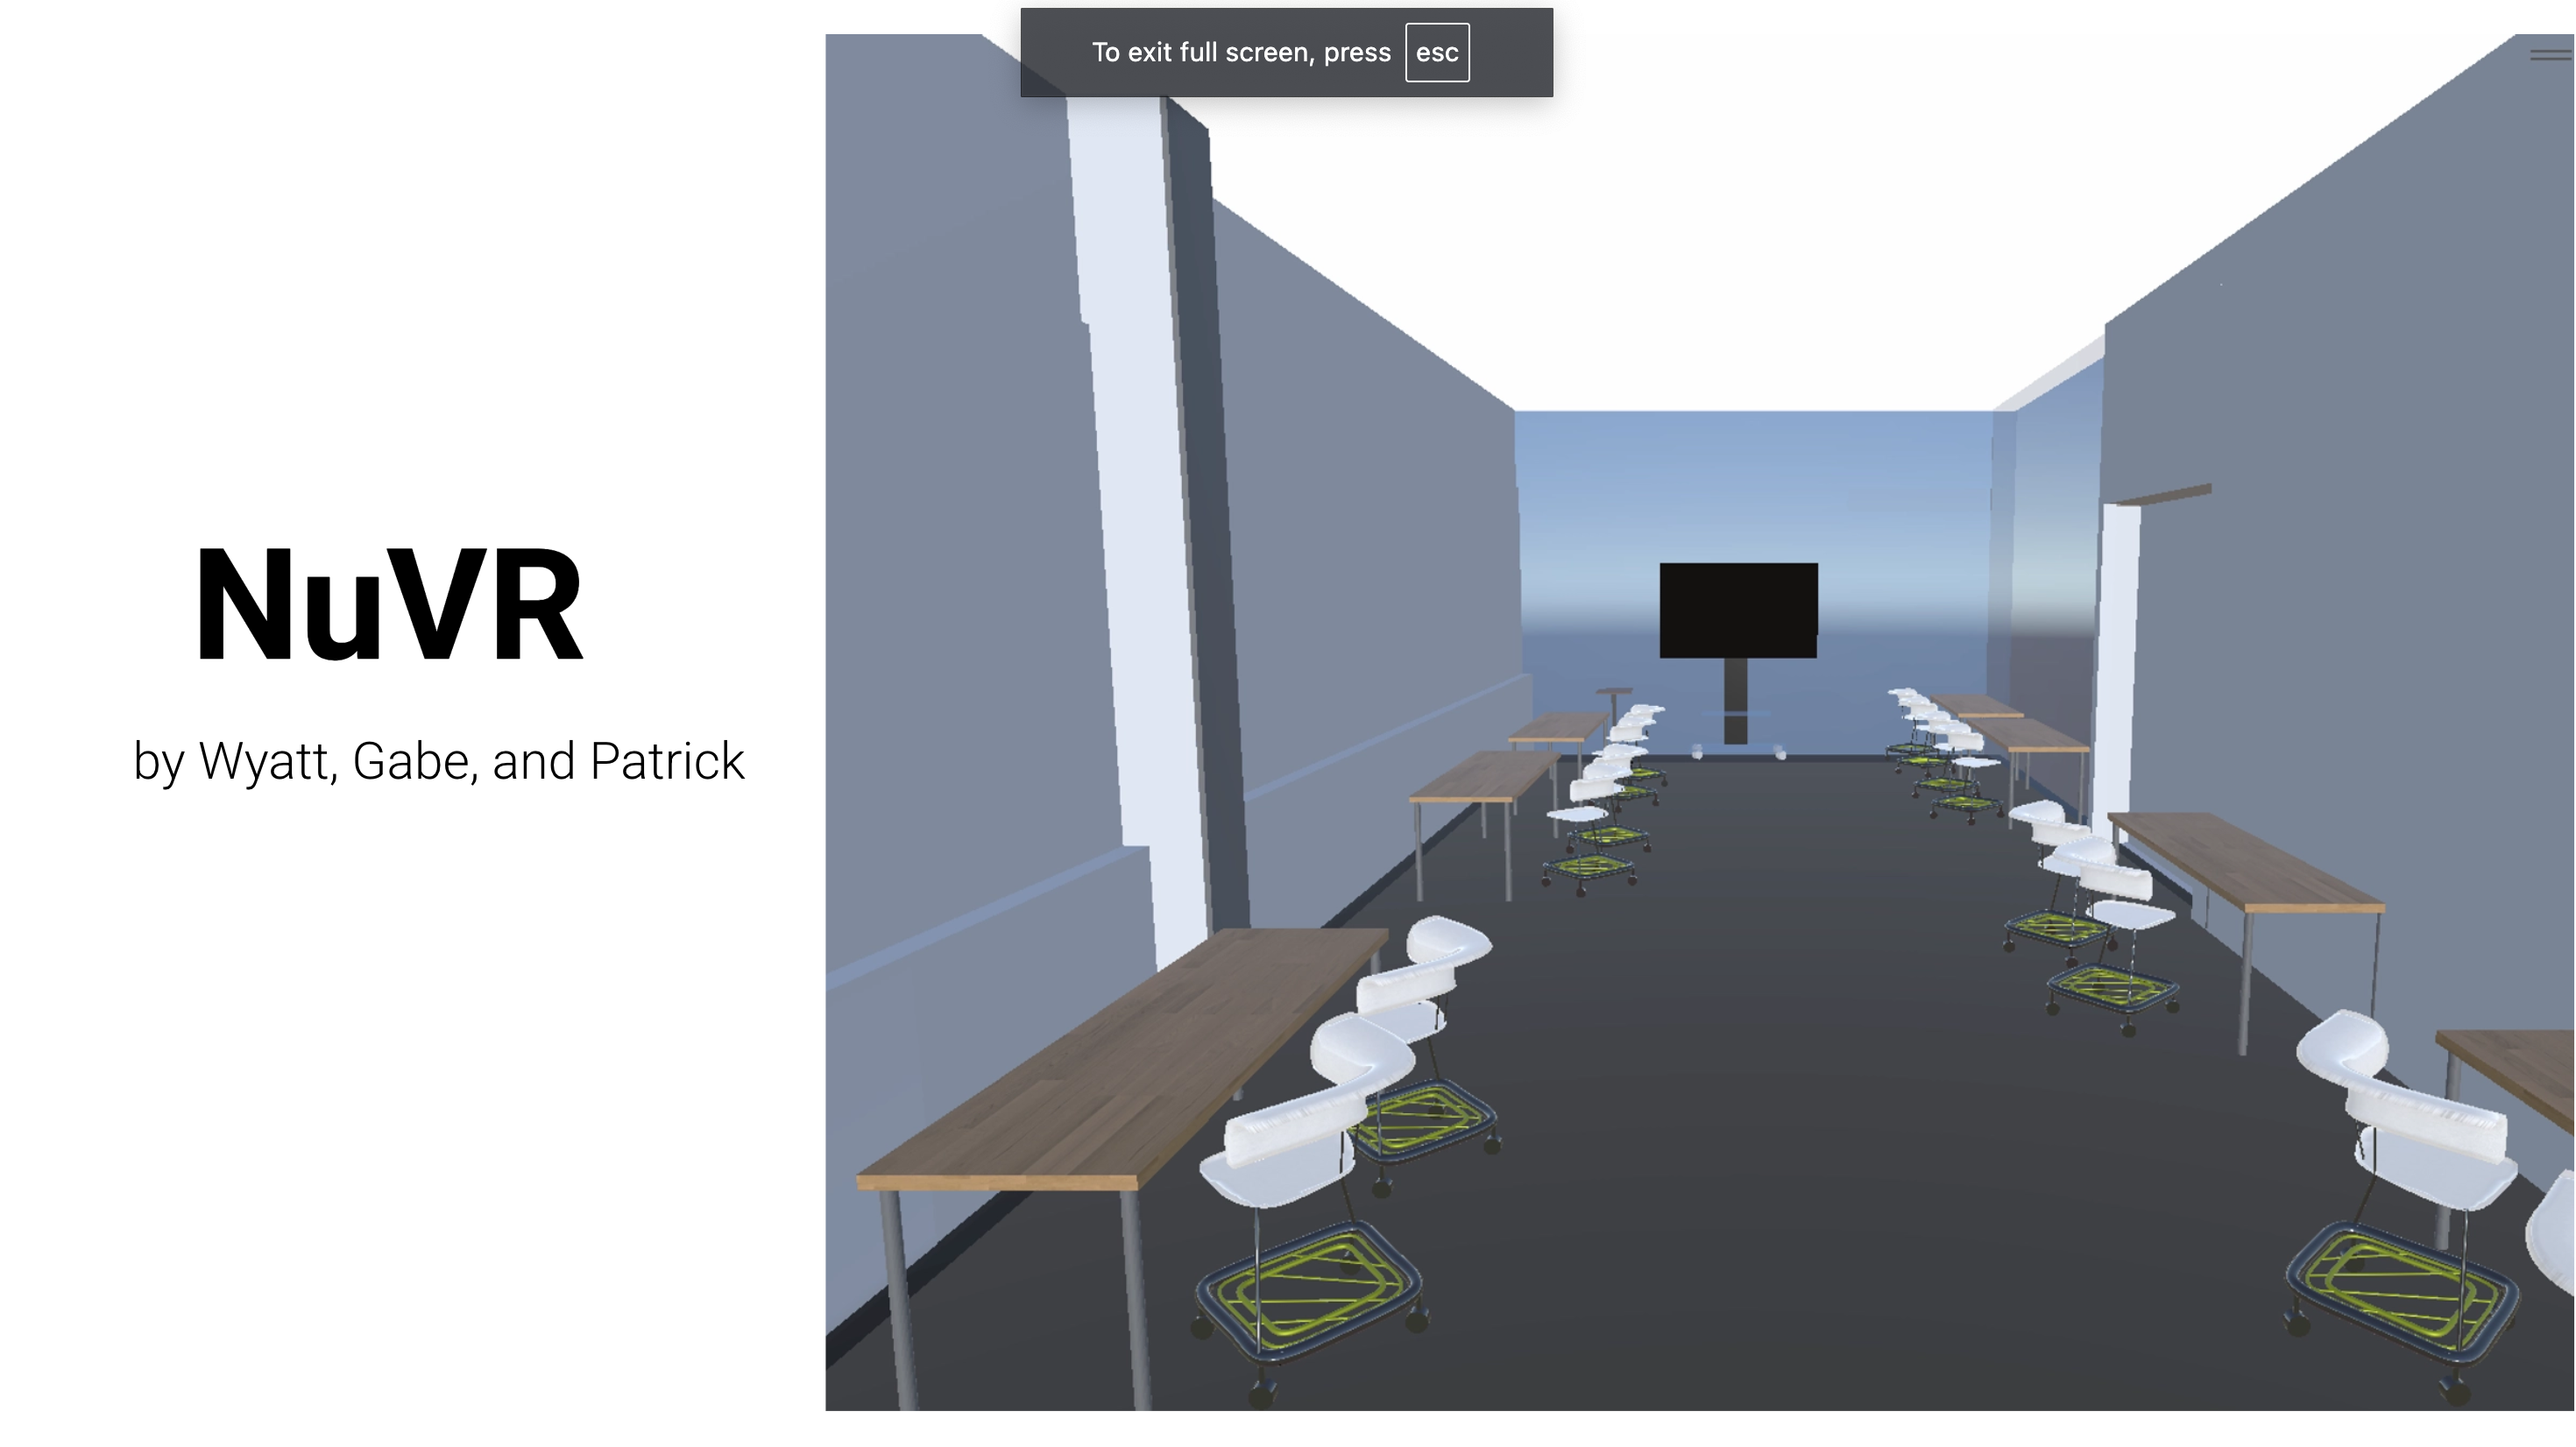 To exit full screen, press esc
NuVR
by Wyatt, Gabe, and Patrick